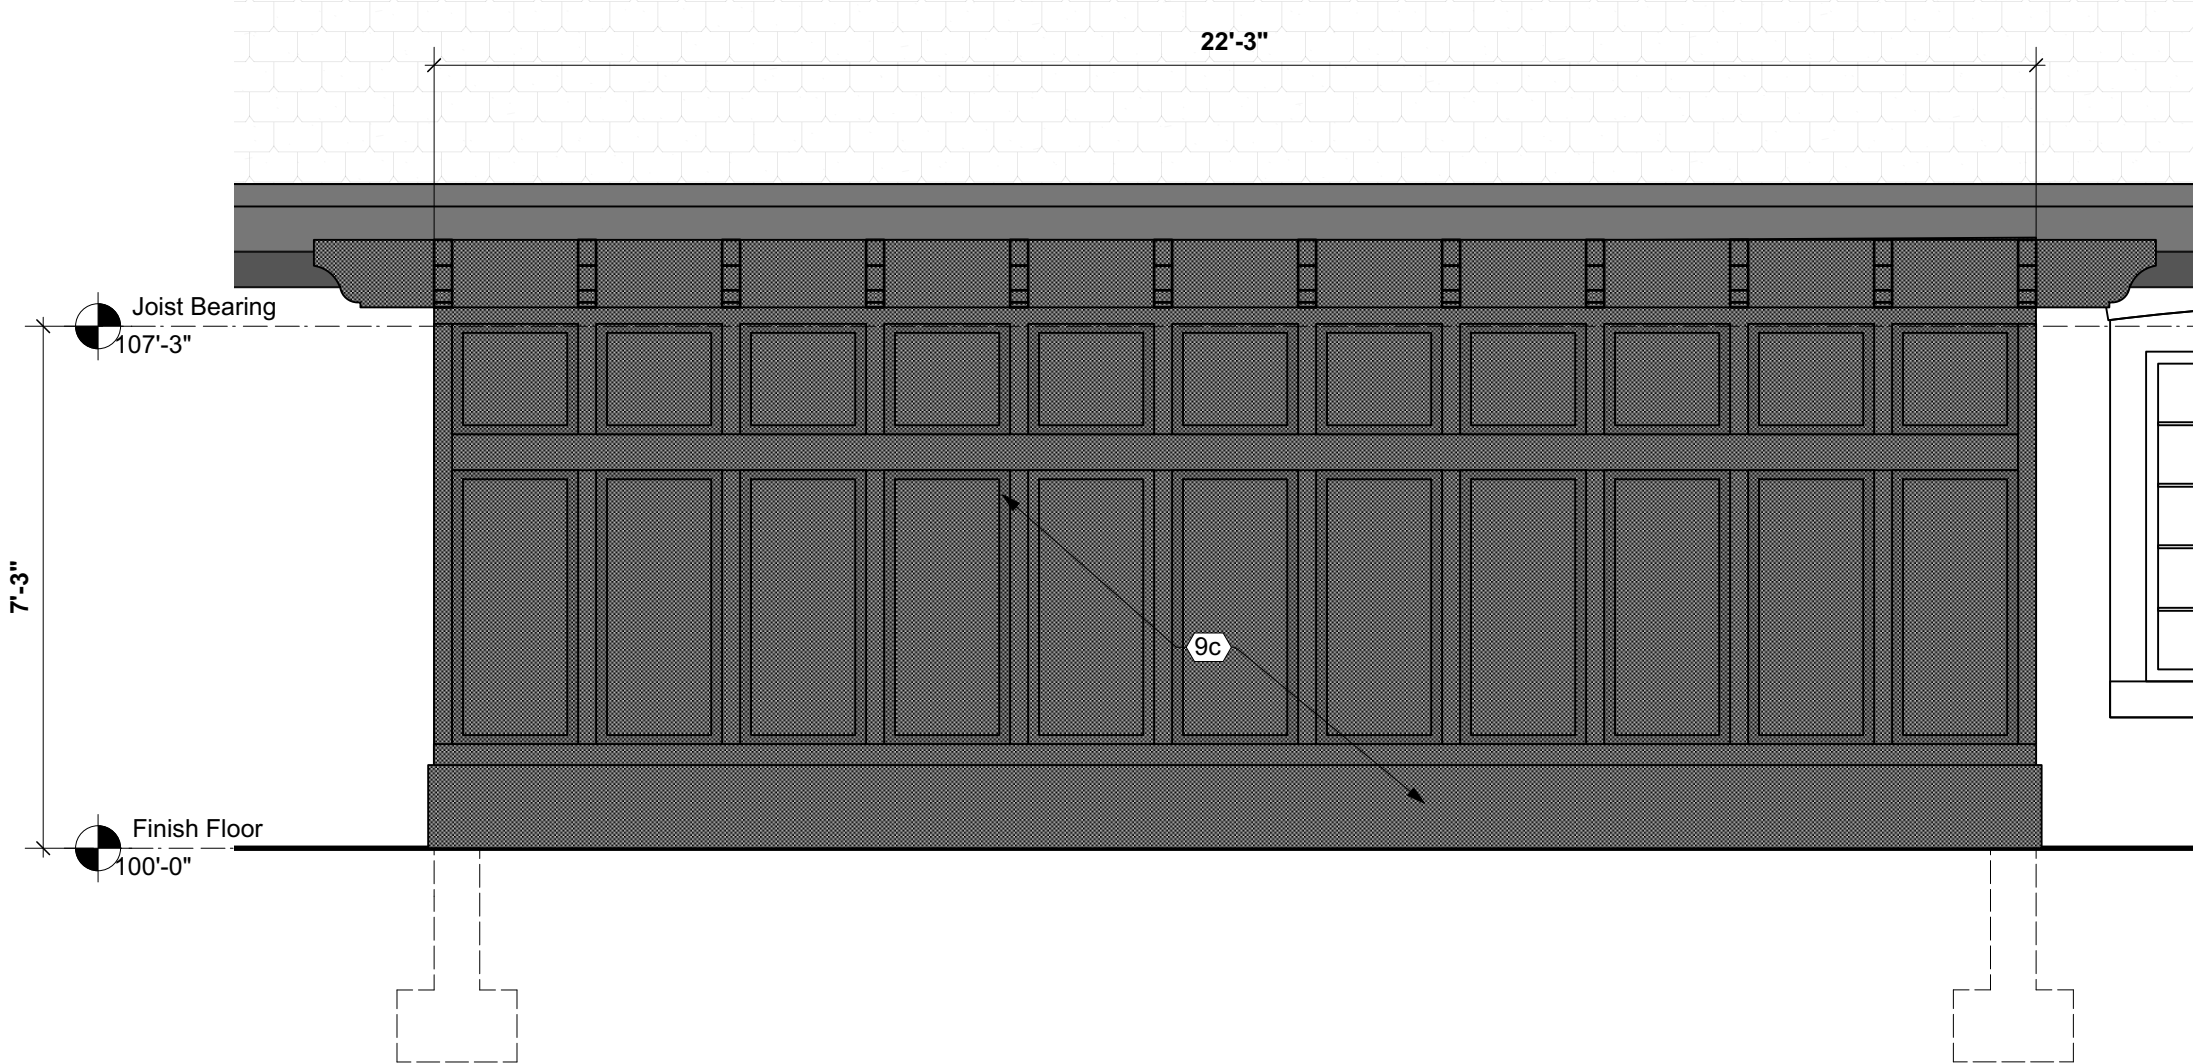 22'-3"
Joist Bearing
107'-3"
7'-3"
9c
Finish Floor
100'-0"